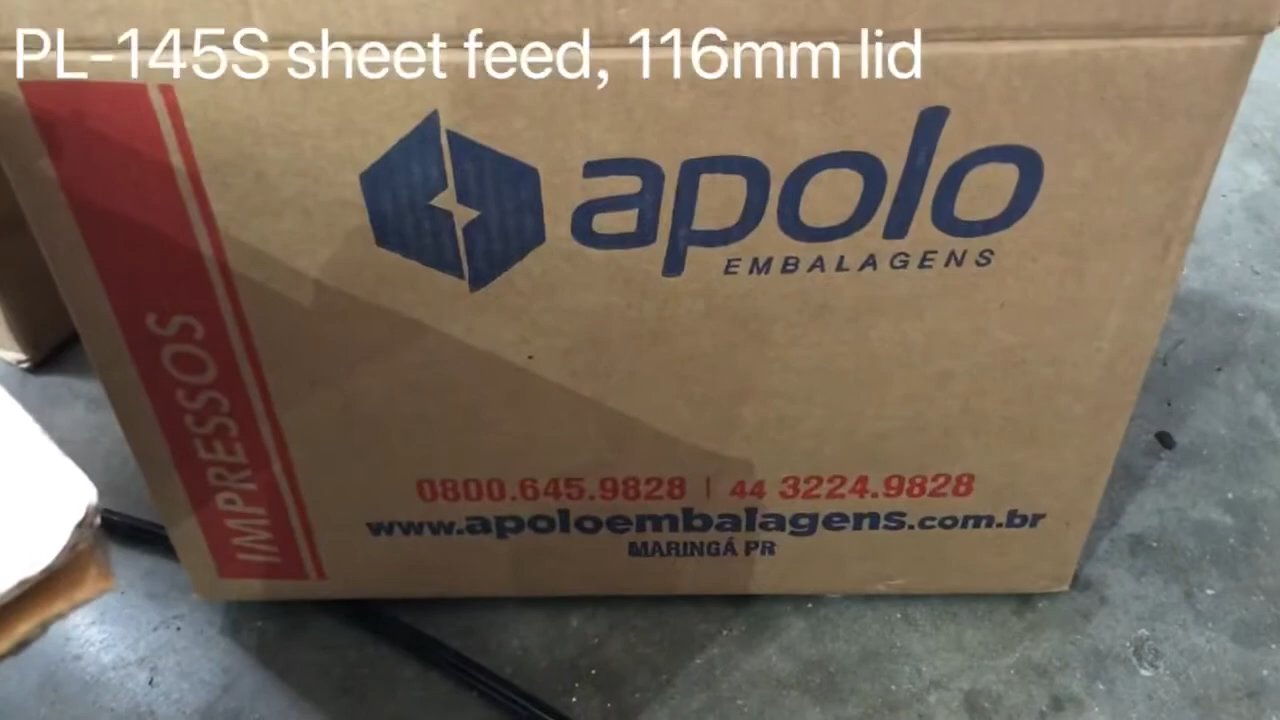 PL-145S sheet feed, 116mm lid
apolo
EMBALAGENS
IMPRESSOS
0800.645.9828 | 44 3224.9828
www.apoloembalagens.com.br
MARINGÁ PR